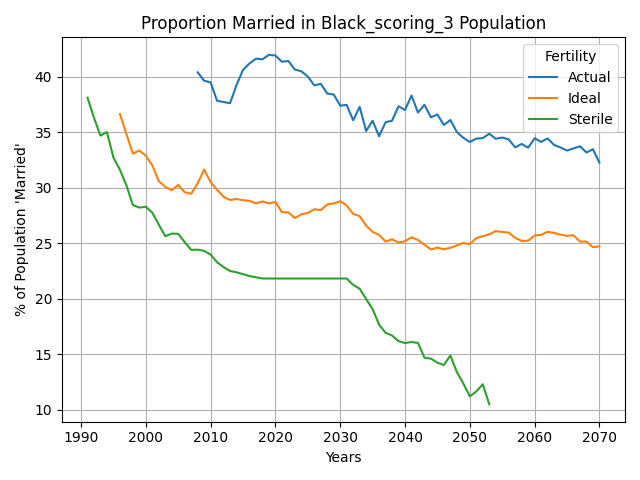 Proportion Married in Black_scoring_3 Population
Fertility
Actual
Ideal
Sterile
% of Population 'Married'
40
35
30
25
20
15
10
1990 2000 2010 2020 2030 2040 2050 2060 2070
Years